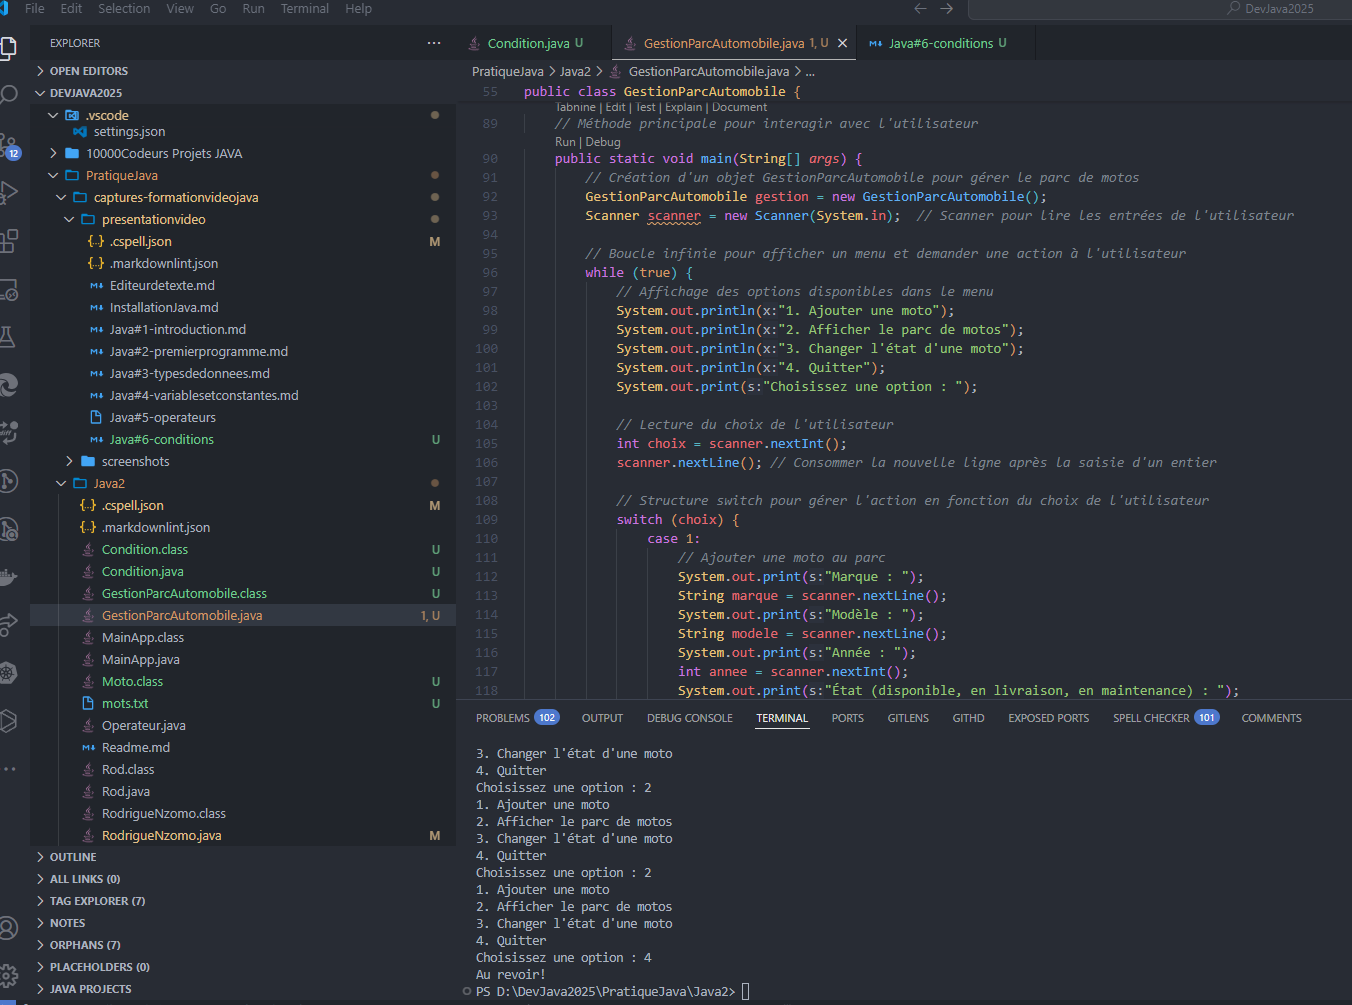 File Edit Selection View Go Run Terminal Help
DevJava2025
EXPLORER
Condition.java U
GestionParcAutomobile.java 1, U
Java#6-conditions U
OPEN EDITORS
DEVJAVA2025
.vscode
settings.json
12
10000Codeurs Projets JAVA
PratiqueJava
captures-formationvideojava
presentationvideo
.cspell.json M
.markdownlint.json
Editeurdetexte.md
InstallationJava.md
Java#1-introduction.md
Java#2-premierprogramme.md
Java#3-typesdedonnees.md
Java#4-variablesetconstantes.md
Java#5-operateurs
Java#6-conditions U
screenshots
Java2
.cspell.json M
.markdownlint.json
Condition.class U
Condition.java U
GestionParcAutomobile.class U
GestionParcAutomobile.java 1, U
MainApp.class
MainApp.java
Moto.class U
mots.txt U
Operateur.java
Readme.md
Rod.class
Rod.java
RodrigueNzomo.class
RodrigueNzomo.java M
OUTLINE
ALL LINKS (0)
TAG EXPLORER (7)
NOTES
ORPHANS (7)
PLACEHOLDERS (0)
JAVA PROJECTS
PratiqueJava > Java2 > GestionParcAutomobile.java > ...
55 public class GestionParcAutomobile {
Tabnine | Edit | Test | Explain | Document
89 // Méthode principale pour interagir avec l'utilisateur
Run | Debug
90 public static void main(String[] args) {
91 // Création d'un objet GestionParcAutomobile pour gérer le parc de motos
92 GestionParcAutomobile gestion = new GestionParcAutomobile();
93 Scanner scanner = new Scanner(System.in); // Scanner pour lire les entrées de l'utilisateur
94
95 // Boucle infinie pour afficher un menu et demander une action à l'utilisateur
96 while (true) {
97 // Affichage des options disponibles dans le menu
98 System.out.println(x:"1. Ajouter une moto");
99 System.out.println(x:"2. Afficher le parc de motos");
100 System.out.println(x:"3. Changer l'état d'une moto");
101 System.out.println(x:"4. Quitter");
102 System.out.print(s:"Choisissez une option : ");
103
104 // Lecture du choix de l'utilisateur
105 int choix = scanner.nextInt();
106 scanner.nextLine(); // Consommer la nouvelle ligne après la saisie d'un entier
107
108 // Structure switch pour gérer l'action en fonction du choix de l'utilisateur
109 switch (choix) {
110 case 1:
111 // Ajouter une moto au parc
112 System.out.print(s:"Marque : ");
113 String marque = scanner.nextLine();
114 System.out.print(s:"Modèle : ");
115 String modele = scanner.nextLine();
116 System.out.print(s:"Année : ");
117 int annee = scanner.nextInt();
118 System.out.print(s:"État (disponible, en livraison, en maintenance) : ");
PROBLEMS 102 OUTPUT DEBUG CONSOLE TERMINAL PORTS GITLENS GITHD EXPOSED PORTS SPELL CHECKER 101 COMMENTS
3. Changer l'état d'une moto
4. Quitter
Choisissez une option : 2
1. Ajouter une moto
2. Afficher le parc de motos
3. Changer l'état d'une moto
4. Quitter
Choisissez une option : 2
1. Ajouter une moto
2. Afficher le parc de motos
3. Changer l'état d'une moto
4. Quitter
Choisissez une option : 4
Au revoir!
PS D:\DevJava2025\PratiqueJava\Java2>